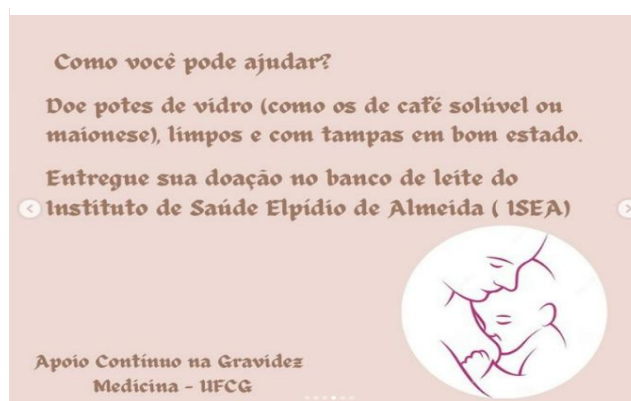 Como você pode ajudar?
Doe potes de vidro (como os de café solúvel ou
maionese), limpos e com tampas em bom estado.
Entregue sua doação no banco de leite do
Instituto de Saúde Elpídio de Almeida ( ISEA)
Apoio Contínuo na Gravidez
Medicina - UFCG